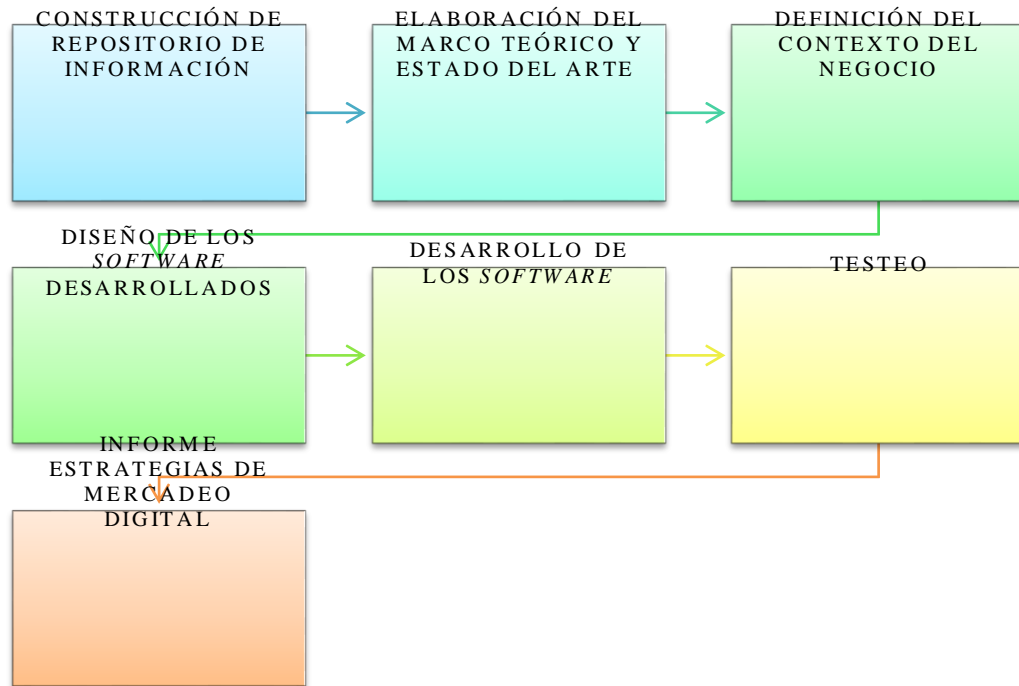 CONSTRUCCIÓN DE
REPOSITORIO DE
INFORMACIÓN
ELABORACIÓN DEL
MARCO TEÓRICO Y
ESTADO DEL ARTE
DEFINICIÓN DEL
CONTEXTO DEL
NEGOCIO
DISEÑO DE LOS
SOFTWARE
DESARROLLADOS
DESARROLLO DE
LOS SOFTWARE
TESTEO
INFORME
ESTRATEGIAS DE
MERCADEO
DIGITAL